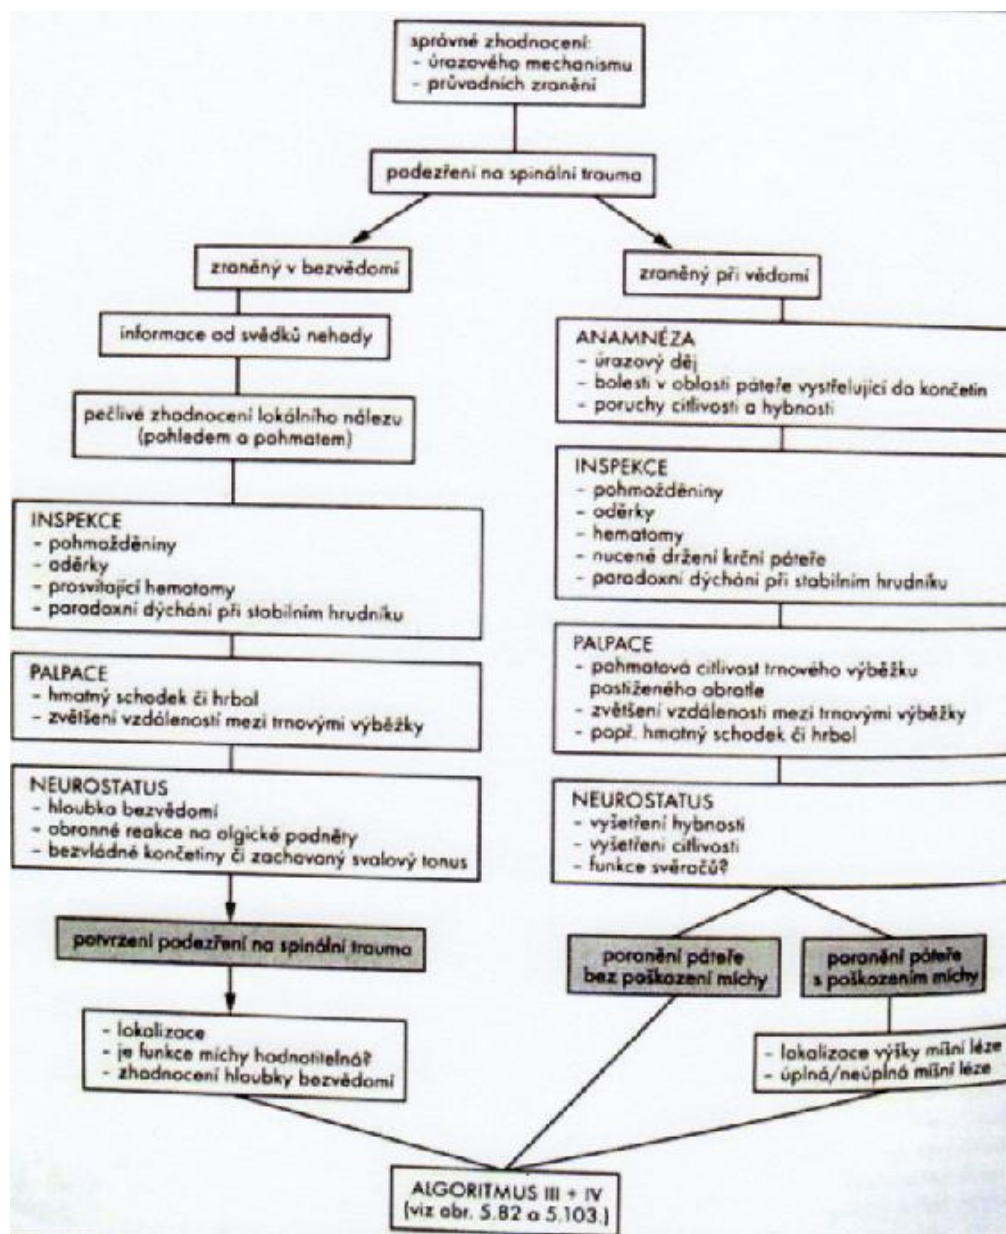 správné zhodnocení:
- úrazového mechanismu
- průvodních zranění
podezření na spinální trauma
zraněný v bezvědomí
informace od svědků nehody
pečlivé zhodnocení lokálního nálezu
(pohledem a pohmatem)
INSPEKCE
- pohmožděniny
- oděrky
- prosvítající hematomy
- paradoxní dýchání při stabilním hrudníku
PALPACE
- hmatný schodek či hrbol
- zvětšení vzdáleností mezi trnovými výběžky
NEUROSTATUS
- hloubka bezvědomí
- obranné reakce na algické podněty
- bezvládné končetiny či zachovaný svalový tonus
potvrzení podezření na spinální trauma
- lokalizace
- je funkce míchy hodnotitelná?
- zhodnocení hloubky bezvědomí
zraněný při vědomí
ANAMNÉZA
- úrazový děj
- bolesti v oblasti páteře vystřelující do končetin
- poruchy citlivosti a hybnosti
INSPEKCE
- pohmožděniny
- oděrky
- hematomy
- nucené držení krční páteře
- paradoxní dýchání při stabilním hrudníku
PALPACE
- pohmatová citlivost trnového výběžku
postiženého obratle
- zvětšení vzdáleností mezi trnovými výběžky
- popř. hmatný schodek či hrbol
NEUROSTATUS
- vyšetření hybnosti
- vyšetření citlivosti
- funkce svěračů?
poranění páteře
bez poškození míchy
poranění páteře
s poškozením míchy
- lokalizace výšky míšní léze
- úplná/neúplná míšní léze
ALGORITMUS III + IV
(viz obr. 5.82 a 5.103.)